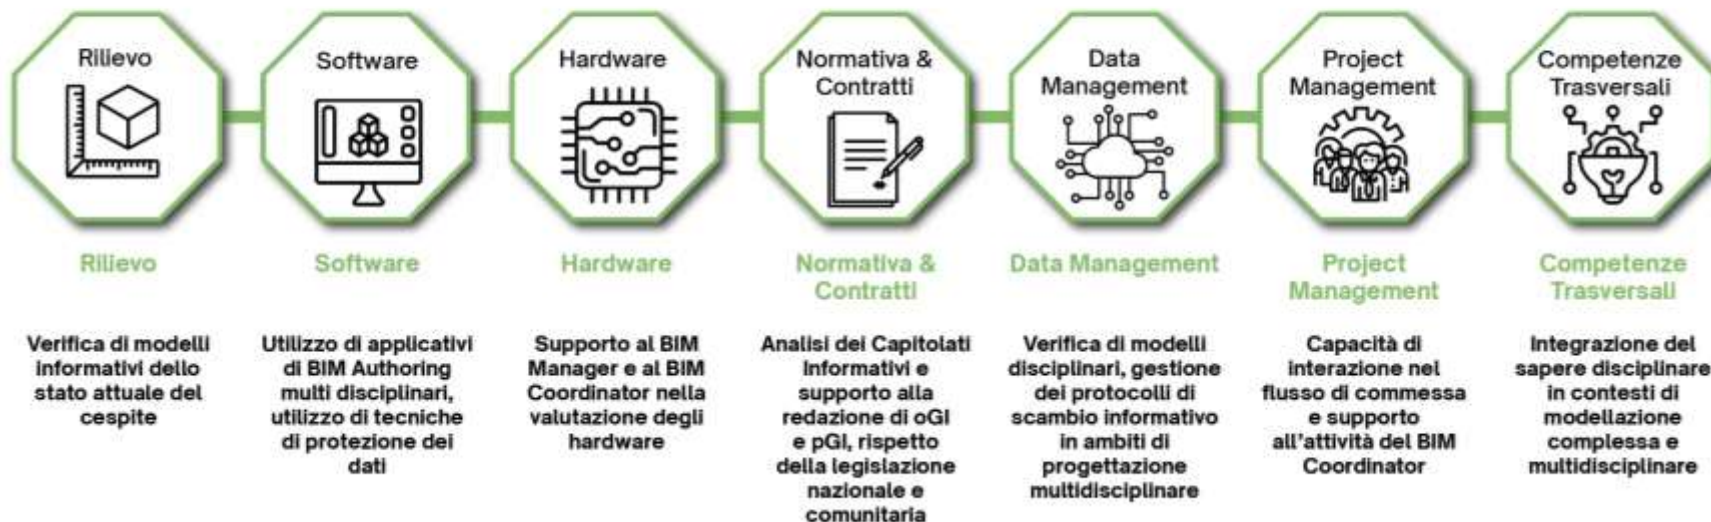 Rilievo
Software
Hardware
Normativa &
Contratti
Data
Management
Project
Management
Competenze
Trasversali
Rilievo
Verifica di modelli
informativi dello
stato attuale del
cespite
Software
Utilizzo di applicativi
di BIM Authoring
multi disciplinari,
utilizzo di tecniche
di protezione dei
dati
Hardware
Supporto al BIM
Manager e al BIM
Coordinator nella
valutazione degli
hardware
Normativa &
Contratti
Analisi dei Capitolati
Informativi e
supporto alla
redazione di oGI
e pGI, rispetto
della legislazione
nazionale e
comunitaria
Data Management
Verifica di modelli
disciplinari, gestione
dei protocolli di
scambio informativo
in ambiti di
progettazione
multidisciplinare
Project
Management
Capacità di
interazione nel
flusso di commessa
e supporto
all'attività del BIM
Coordinator
Competenze
Trasversali
Integrazione del
sapere disciplinare
in contesti di
modellazione
complessa e
multidisciplinare